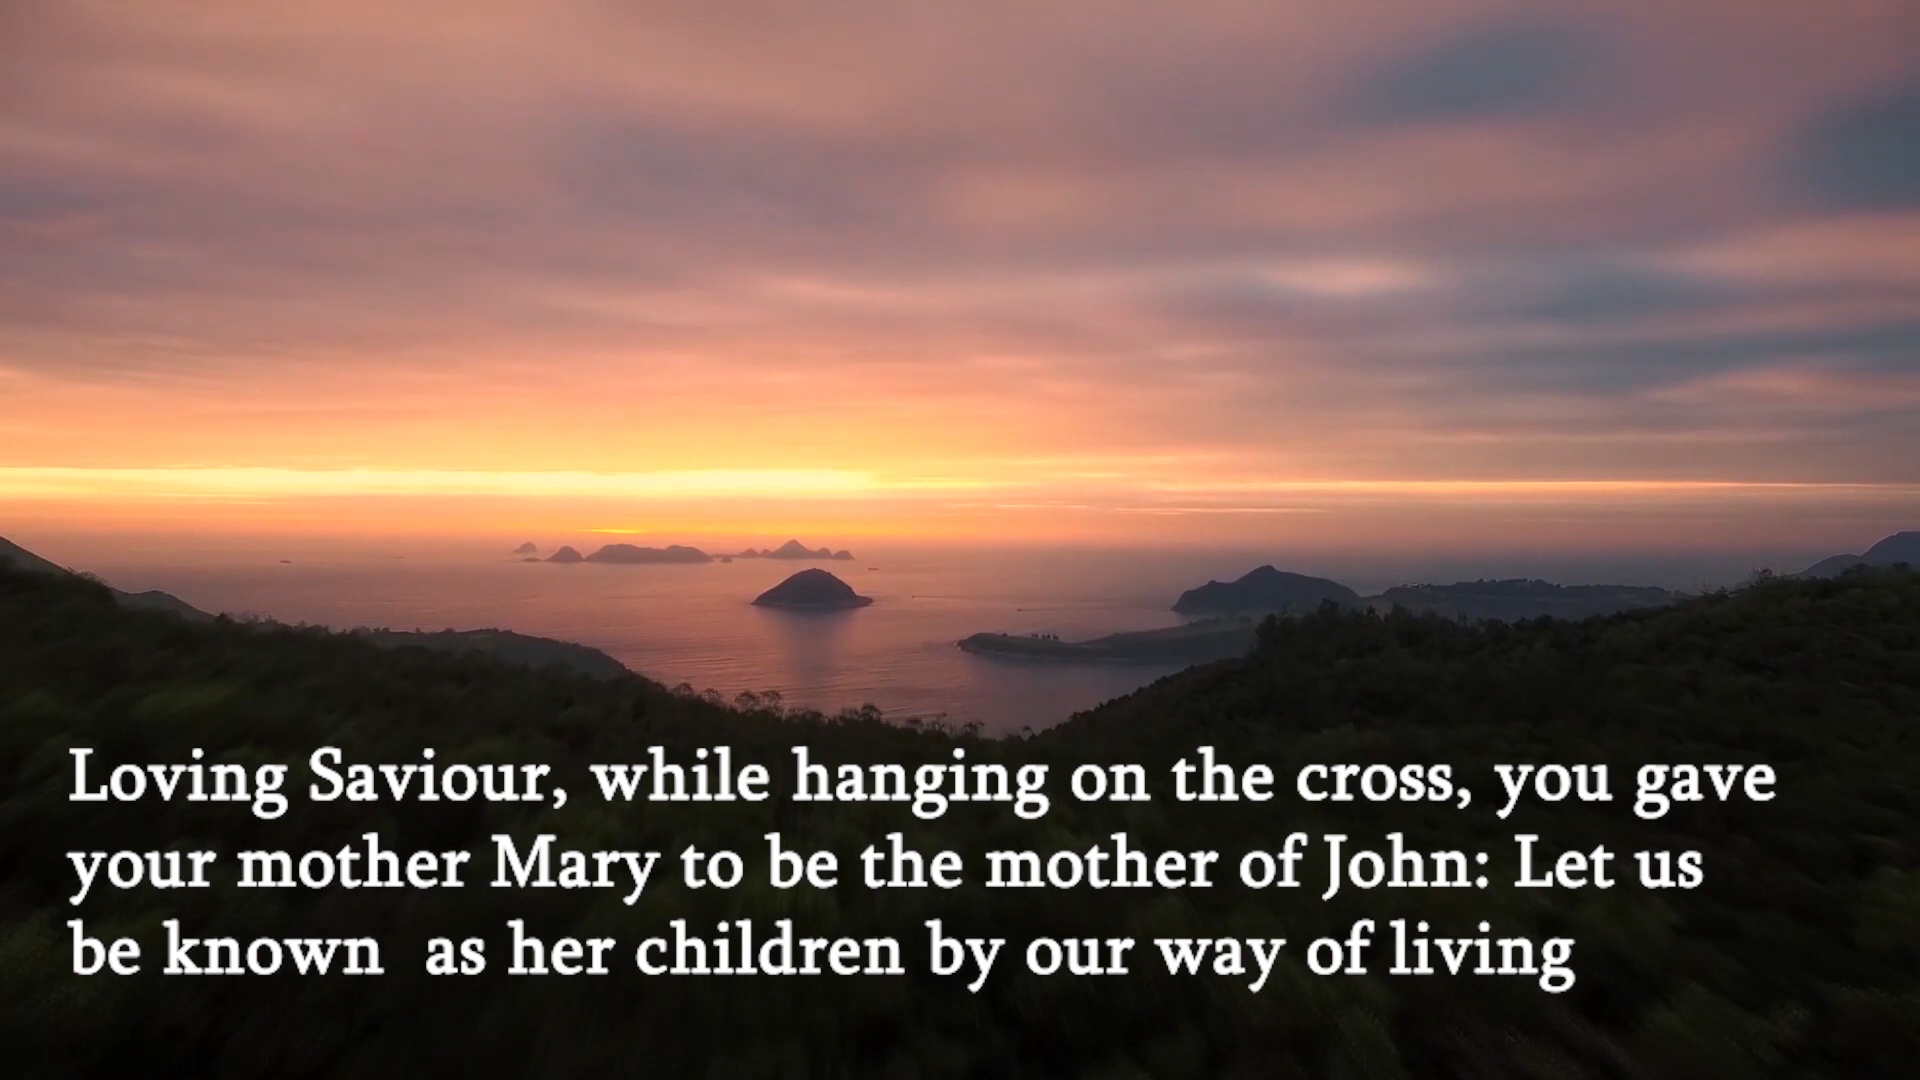 Loving Saviour, while hanging on the cross, you gave
your mother Mary to be the mother of John: Let us
be known  as her children by our way of living